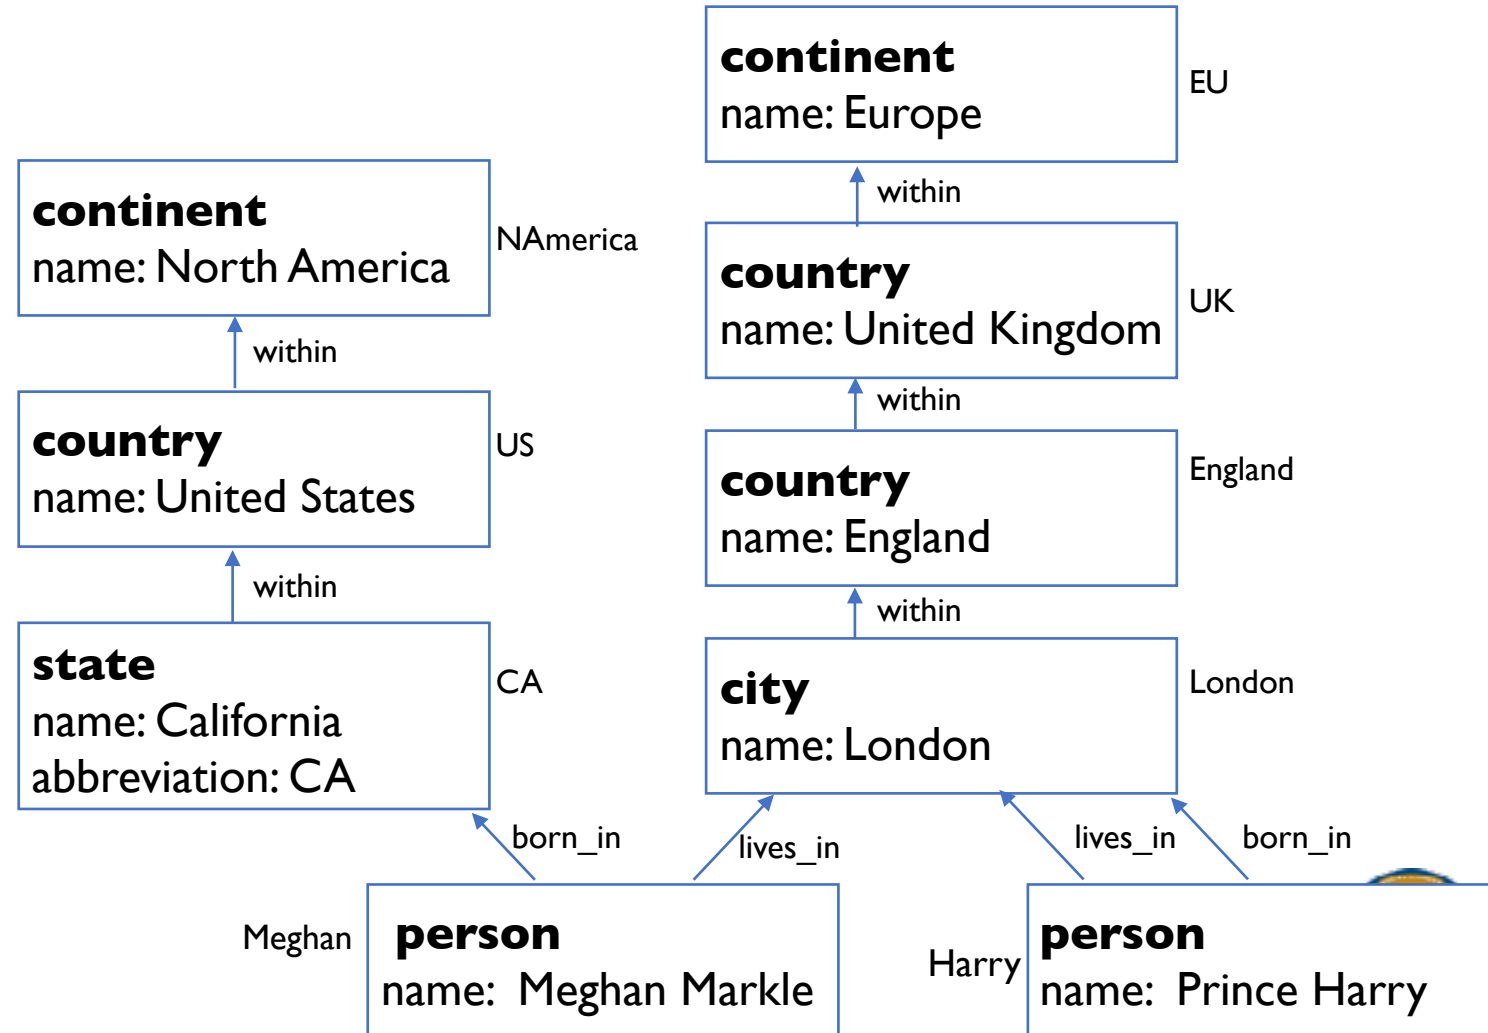 continent
name: Europe
EU
within
continent
name: North America
NAmerica
country
name: United Kingdom
UK
within
within
country
name: United States
US
country
name: England
England
within
within
state
name: California
abbreviation: CA
CA
city
name: London
London
born_in
lives_in
lives_in
born_in
Meghan
person
name: Meghan Markle
Harry
person
name: Prince Harry